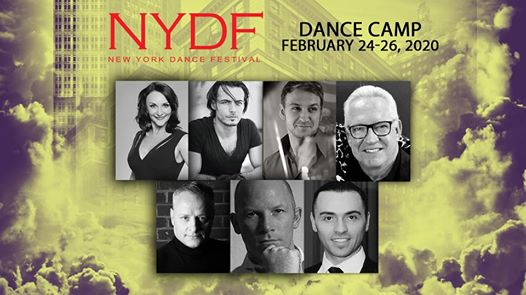 NYDF
NEW YORK DANCE FESTIVAL
DANCE CAMP
FEBRUARY 24-26, 2020